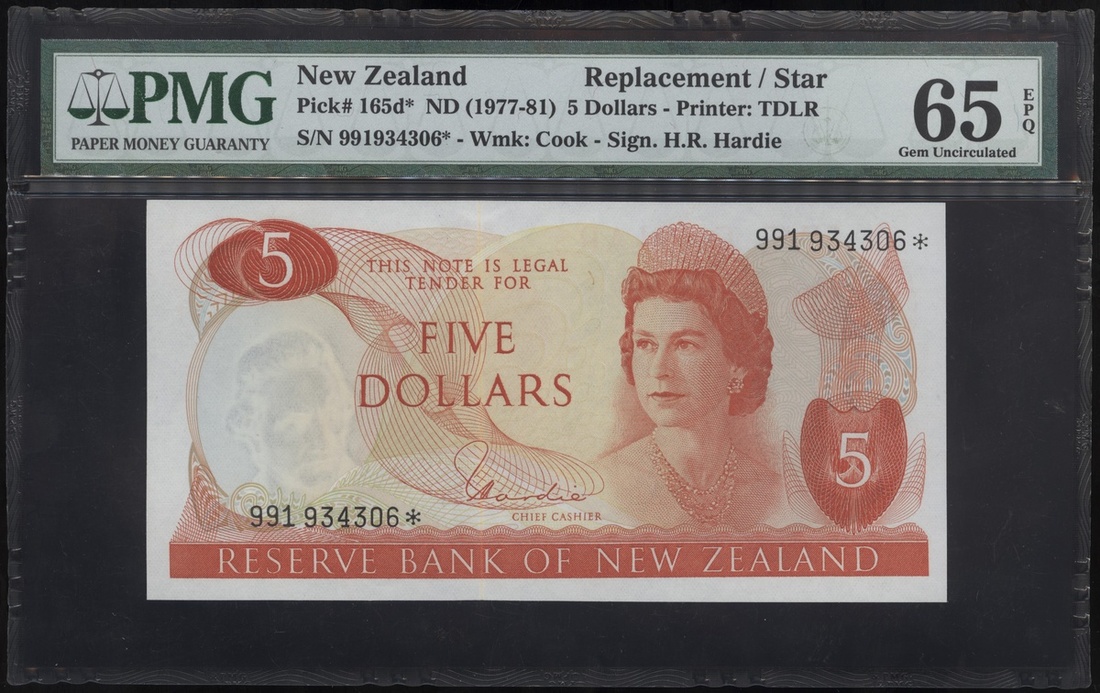 PMG
PAPER MONEY GUARANTY
New Zealand Replacement / Star
Pick# 165d* ND (1977-81) 5 Dollars - Printer: TDLR
S/N 991934306* - Wmk: Cook - Sign. H.R. Hardie
65
EPQ
Gem Uncirculated
5
991 934306*
THIS NOTE IS LEGAL
TENDER FOR
FIVE
DOLLARS
5
Hardie
CHIEF CASHIER
991 934306*
RESERVE BANK OF NEW ZEALAND